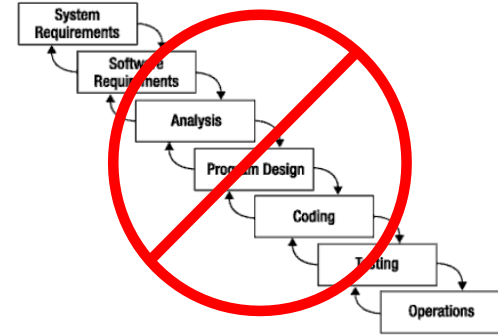 System
Requirements
Software
Requirements
Analysis
Program Design
Coding
Testing
Operations